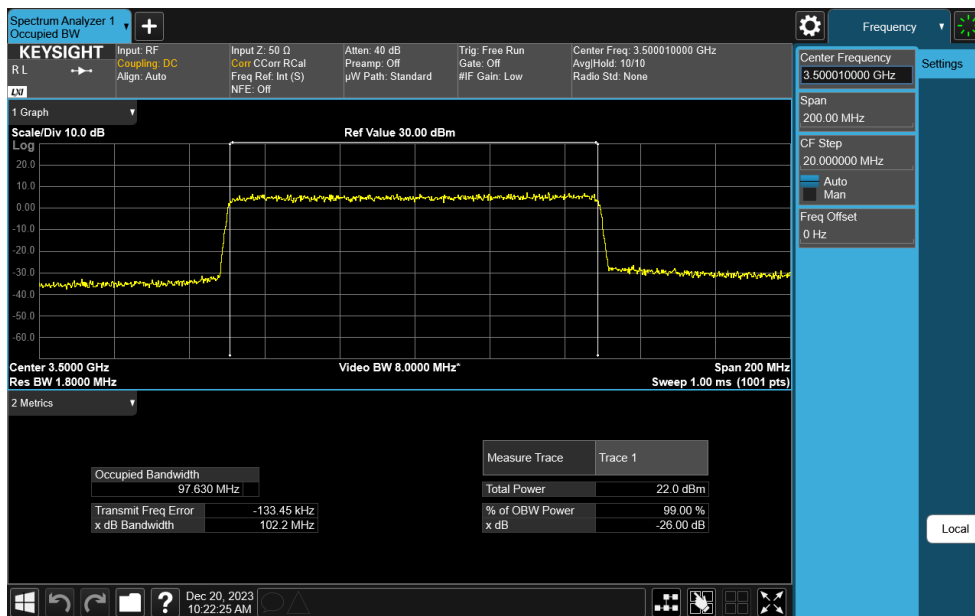 Spectrum Analyzer 1
Occupied BW
Frequency
KEYSIGHT
R L
LXI
Input: RF
Coupling: DC
Align: Auto
Input Z: 50 Ω
Corr CCorr RCal
Freq Ref: Int (S)
NFE: Off
Atten: 40 dB
Preamp: Off
µW Path: Standard
Trig: Free Run
Gate: Off
#IF Gain: Low
Center Freq: 3.500010000 GHz
Avg|Hold: 10/10
Radio Std: None
Center Frequency
3.500010000 GHz
Settings
Span
200.00 MHz
CF Step
20.000000 MHz
Auto
Man
Freq Offset
0 Hz
Local
1 Graph
Scale/Div 10.0 dB
Ref Value 30.00 dBm
Log
20.0
10.0
0.00
-10.0
-20.0
-30.0
-40.0
-50.0
-60.0
Center 3.5000 GHz
Video BW 8.0000 MHz*
Span 200 MHz
Res BW 1.8000 MHz
Sweep 1.00 ms (1001 pts)
2 Metrics
Occupied Bandwidth
97.630 MHz
Transmit Freq Error -133.45 kHz
x dB Bandwidth 102.2 MHz
Measure Trace Trace 1
Total Power 22.0 dBm
% of OBW Power 99.00 %
x dB -26.00 dB
?
Dec 20, 2023
10:22:25 AM